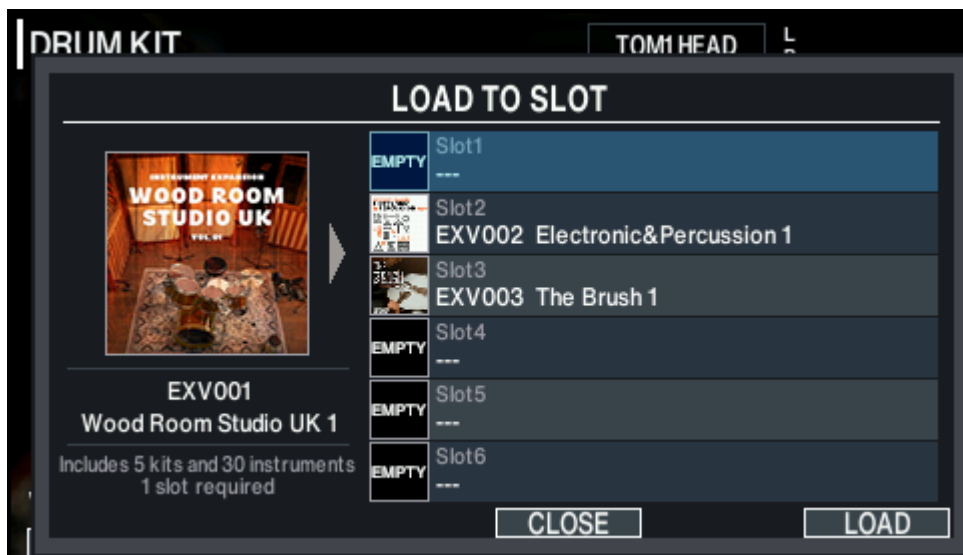 DRUM KIT
TOM1 HEAD
L
LOAD TO SLOT
INSTRUMENT EXPANSION
WOOD ROOM
STUDIO UK
VOL.01
EXV001
Wood Room Studio UK 1
Includes 5 kits and 30 instruments
1 slot required
EMPTY
Slot1
---
Slot2
EXV002 Electronic&Percussion 1
Slot3
EXV003 The Brush 1
EMPTY
Slot4
---
EMPTY
Slot5
---
EMPTY
Slot6
---
CLOSE
LOAD